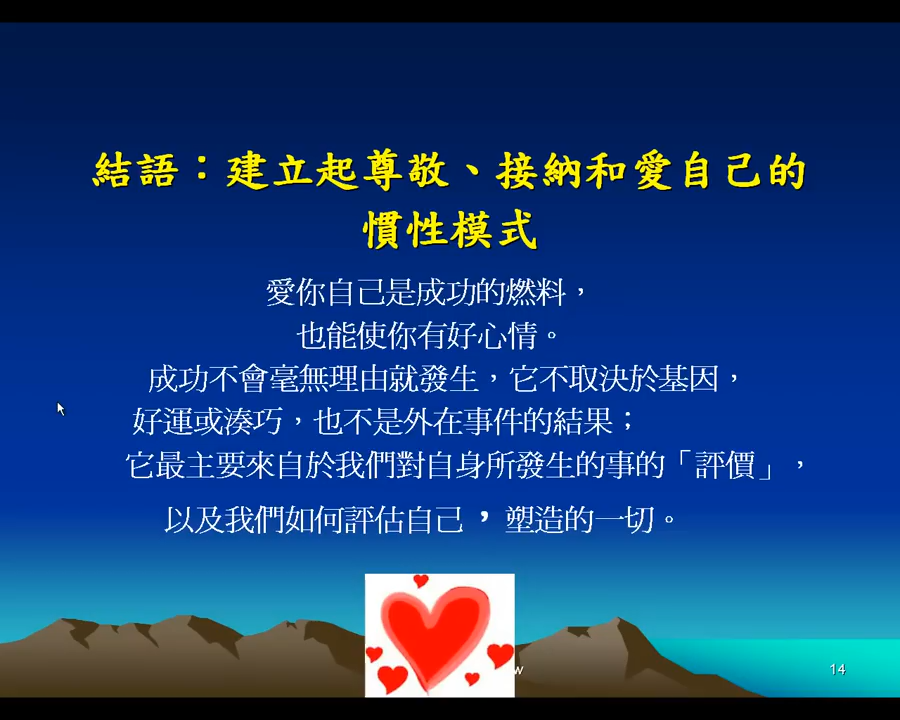 結語：建立起尊敬、接納和愛自己的
慣性模式
愛你自己是成功的燃料，
也能使你有好心情。
成功不會毫無理由就發生，它不取決於基因，
好運或湊巧，也不是外在事件的結果；
它最主要來自於我們對自身所發生的事的「評價」，
以及我們如何評估自己，塑造的一切。
14